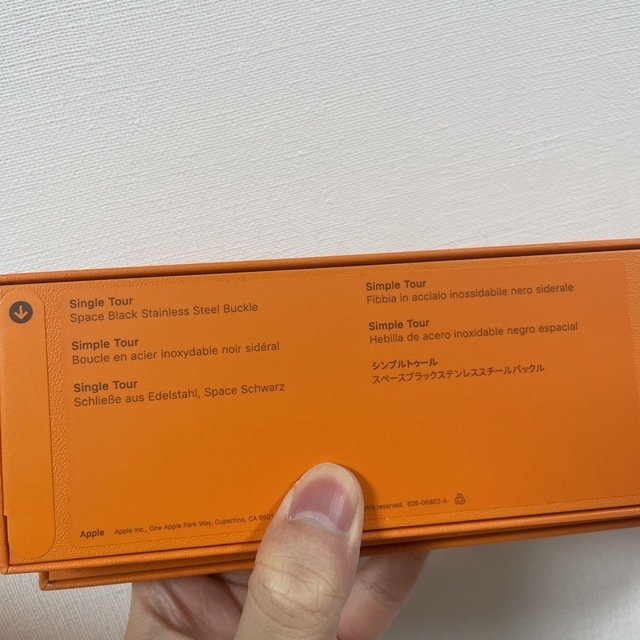 Single Tour
Space Black Stainless Steel Buckle
Simple Tour
Boucle en acier inoxydable noir sidéral
Single Tour
Schließe aus Edelstahl, Space Schwarz
Simple Tour
Fibbia in acciaio inossidabile nero siderale
Simple Tour
Hebilla de acero inoxidable negro espacial
シンプルトゥール
スペースブラックステンレススチールバックル
Apple Apple Inc., One Apple Park Way, Cupertino, CA reserved. 826-06802-A